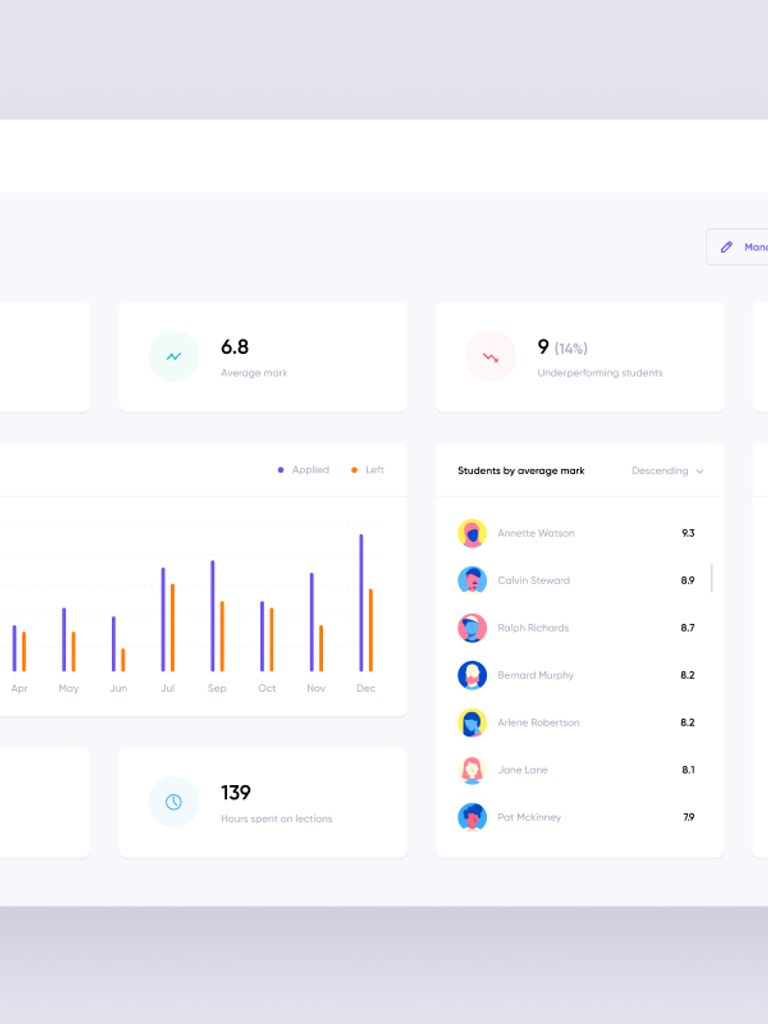 6.8
Average mark
9 (14%)
Underperforming students
Applied
Left
Apr May Jun Jul Sep Oct Nov Dec
139
Hours spent on lections
Students by average mark
Descending
Annette Watson 9.3
Calvin Steward 8.9
Ralph Richards 8.7
Bernard Murphy 8.2
Arlene Robertson 8.2
Jane Lane 8.1
Pat Mckinney 7.9